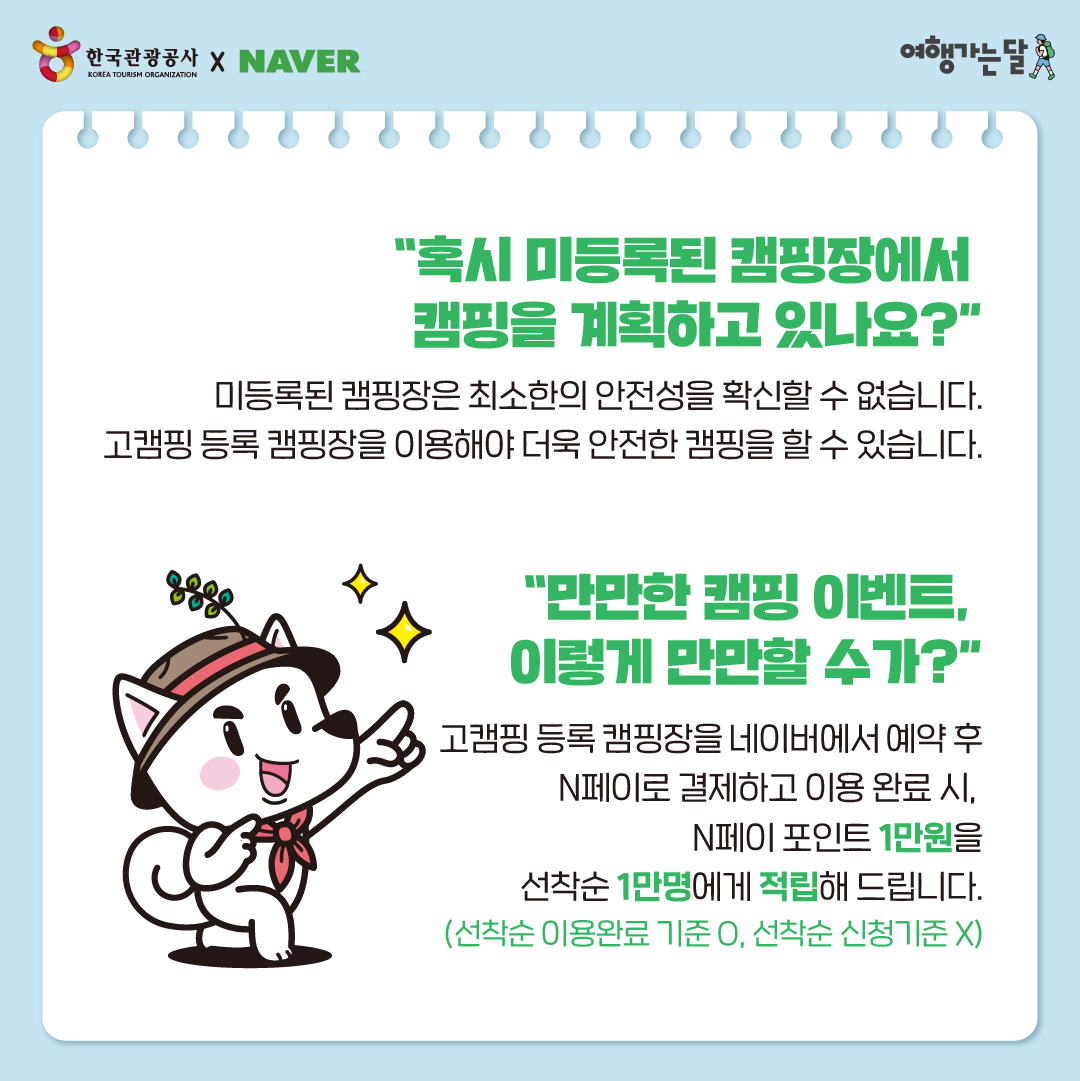 한국관광공사
KOREA TOURISM ORGANIZATION
X NAVER
여행가는달
“혹시 미등록된 캠핑장에서
캠핑을 계획하고 있나요?”
미등록된 캠핑장은 최소한의 안전성을 확신할 수 없습니다.
고캠핑 등록 캠핑장을 이용해야 더욱 안전한 캠핑을 할 수 있습니다.
“만만한 캠핑 이벤트,
이렇게 만만할 수가?”
고캠핑 등록 캠핑장을 네이버에서 예약 후
N페이로 결제하고 이용 완료 시,
N페이 포인트 1만원을
선착순 1만명에게 적립해 드립니다.
(선착순 이용완료 기준 O, 선착순 신청기준 X)